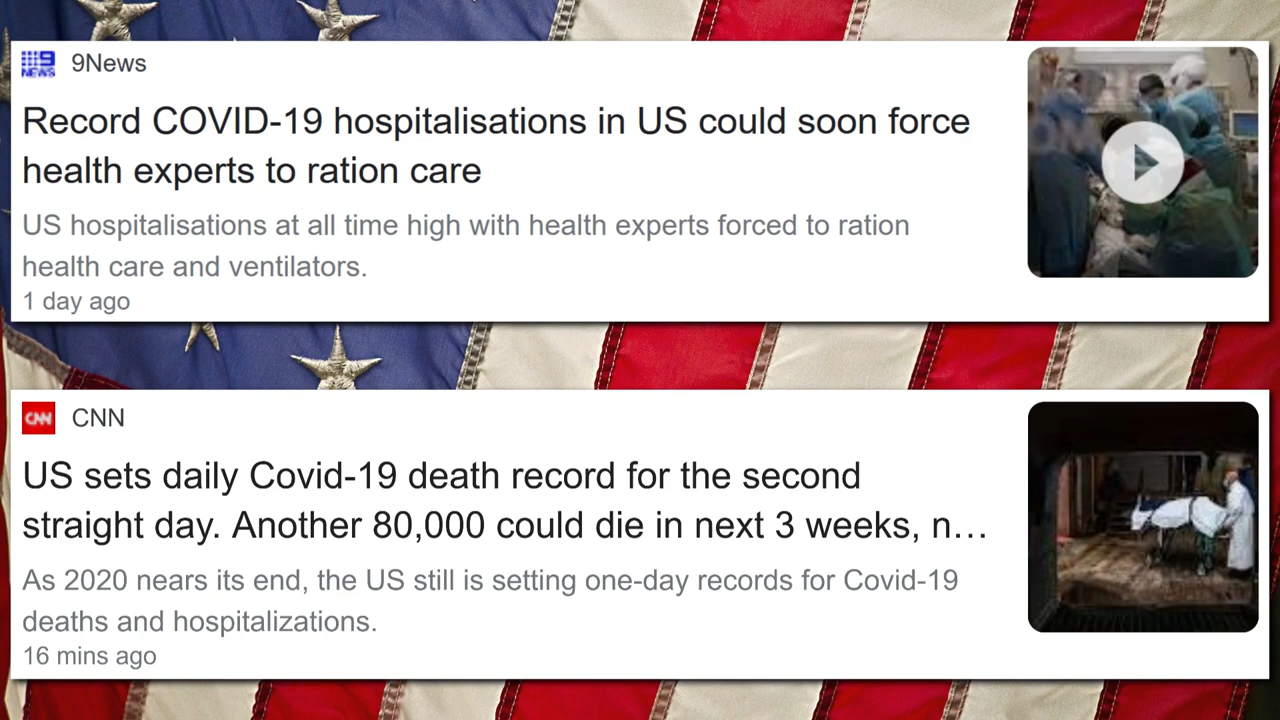 9 NEWS
9News
Record COVID-19 hospitalisations in US could soon force
health experts to ration care
US hospitalisations at all time high with health experts forced to ration
health care and ventilators.
1 day ago
CNN
CNN
US sets daily Covid-19 death record for the second
straight day. Another 80,000 could die in next 3 weeks, n...
As 2020 nears its end, the US still is setting one-day records for Covid-19
deaths and hospitalizations.
16 mins ago